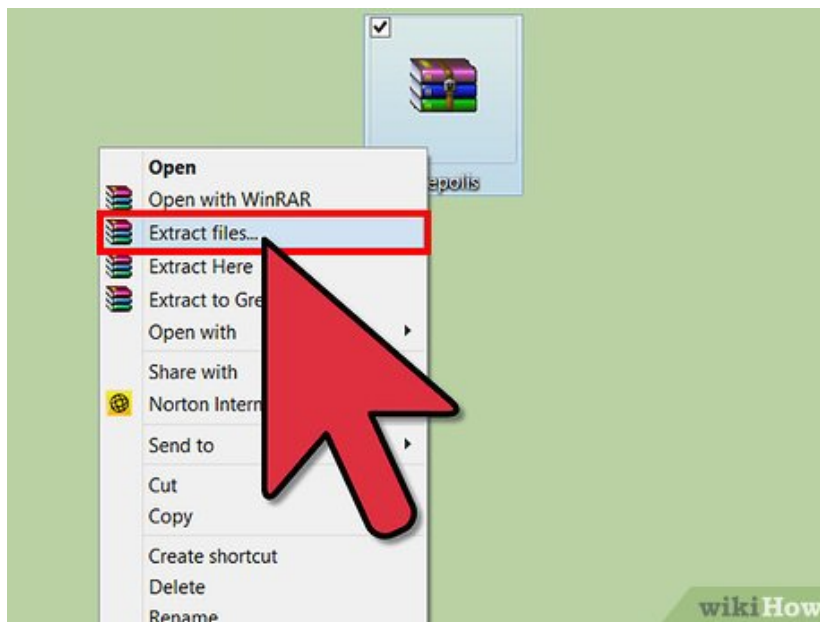 epolis
Open
Open with WinRAR
Extract files...
Extract Here
Extract to Gre
Open with
Share with
Norton Intern
Send to
Cut
Copy
Create shortcut
Delete
Rename
wikiHow